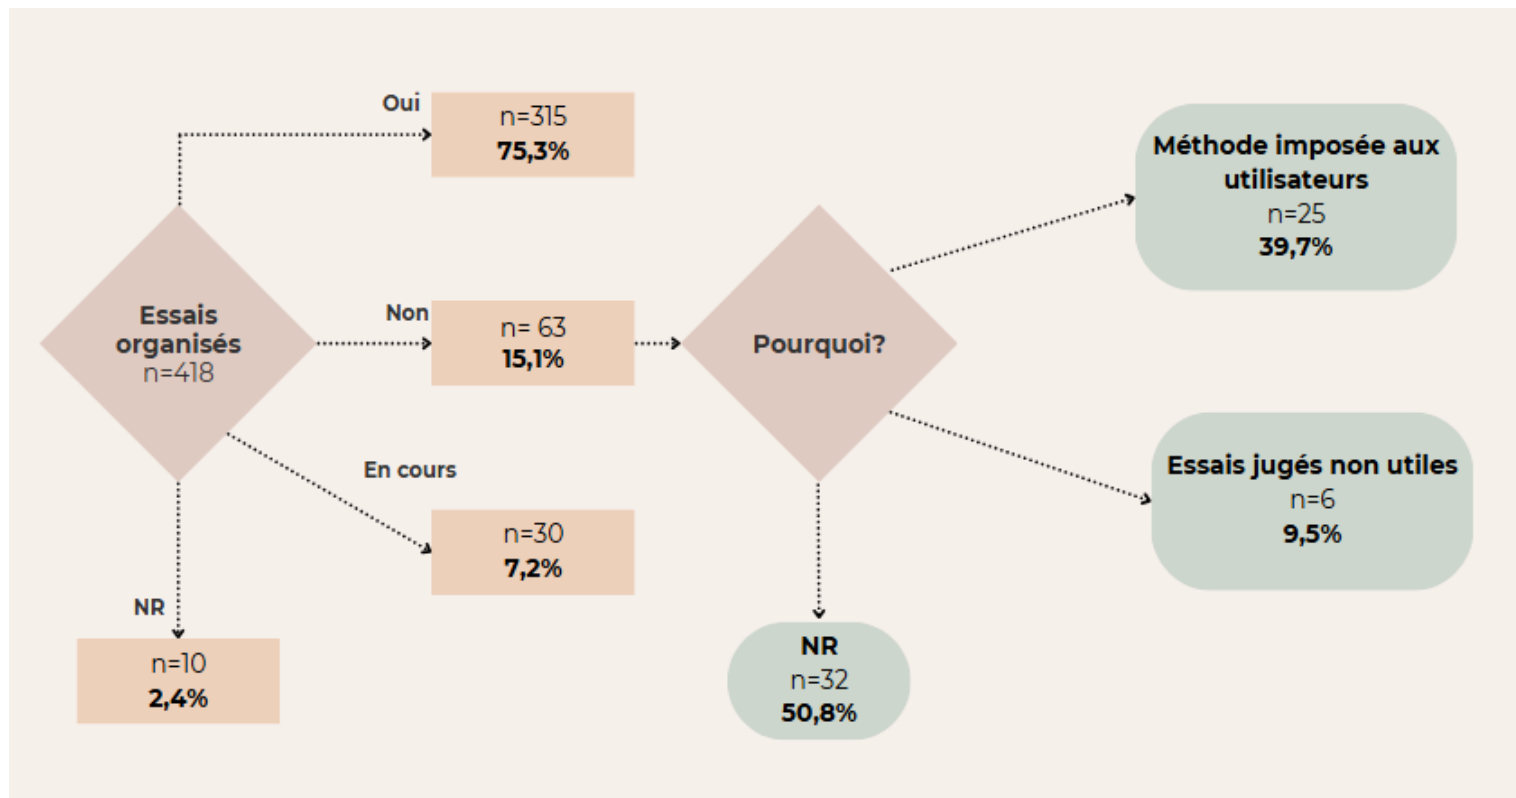 Oui
n=315
75,3%
Essais
organisés
n=418
Non
n= 63
15,1%
En cours
n=30
7,2%
NR
n=10
2,4%
Pourquoi?
Méthode imposée aux
utilisateurs
n=25
39,7%
Essais jugés non utiles
n=6
9,5%
NR
n=32
50,8%